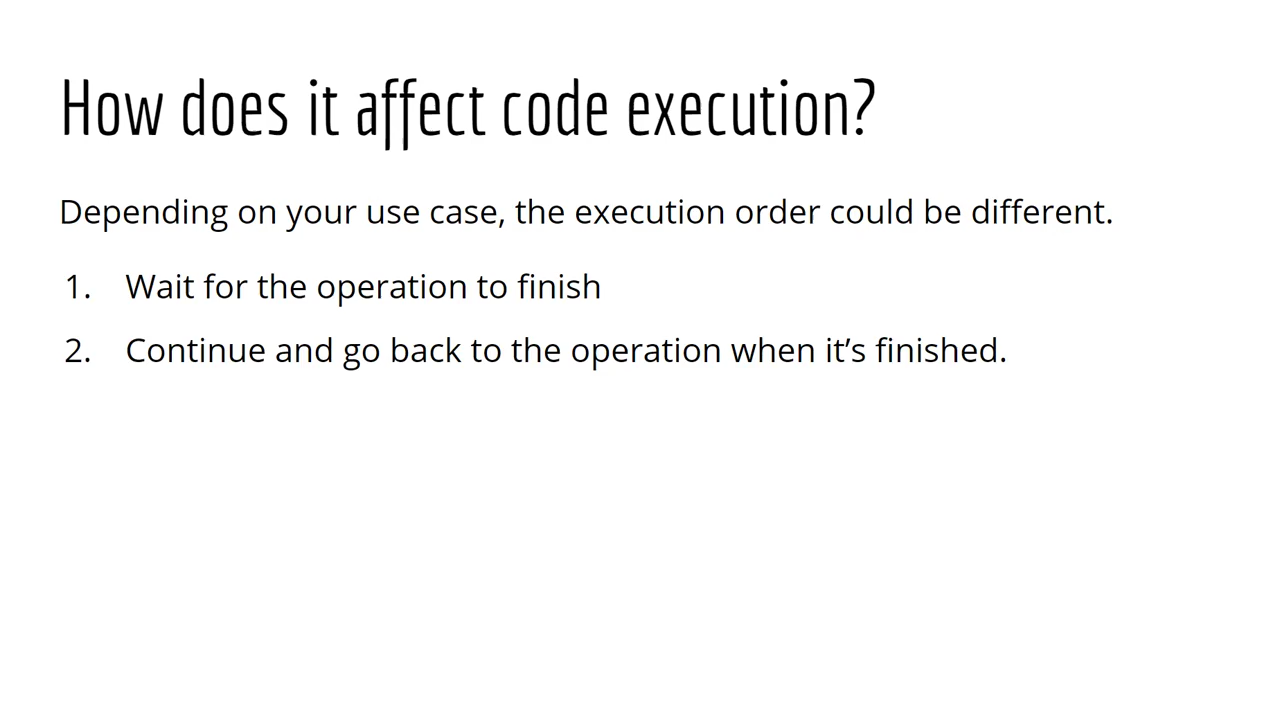 How does it affect code execution?
Depending on your use case, the execution order could be different.
1. Wait for the operation to finish
2. Continue and go back to the operation when it’s finished.